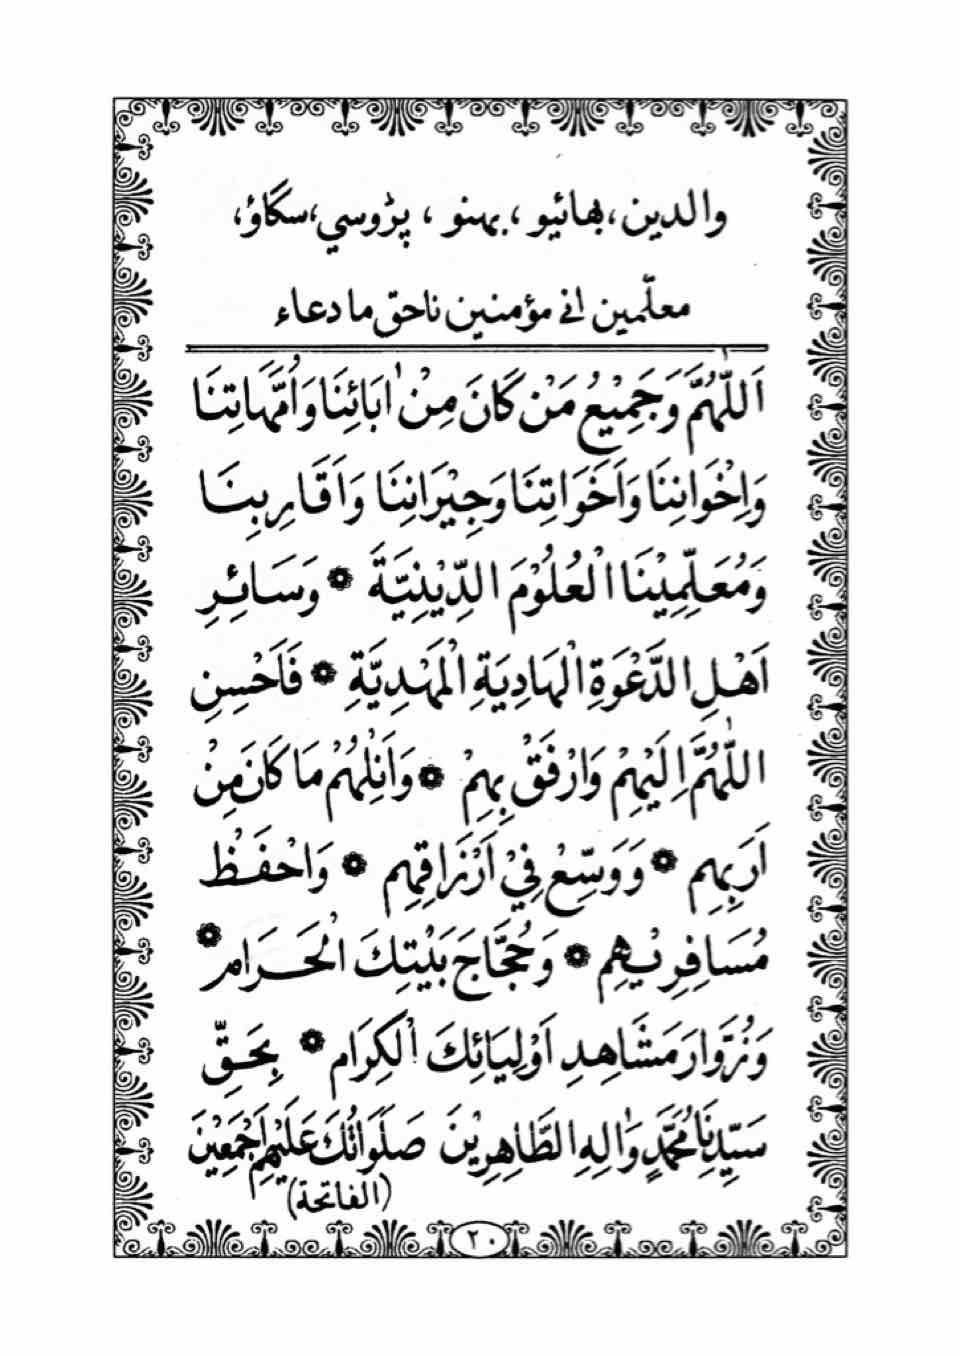 والدين، بھائيو، بہنو، پڑوسي، سگاؤ،
معلّمين انے مؤمنين ناحق ما دعاء
اَللّٰهُمَّ وَجَمِيْعُ مَنْ كَانَ مِنْ اٰبَائِنَا وَاُمَّهَاتِنَا
وَاِخْوَانِنَا وَاَخَوَاتِنَا وَجِيْرَانِنَا وَاَقَارِبِنَا
وَمُعَلِّمِيْنَا الْعُلُوْمَ الدِّيْنِيَّةَ ۞ وَسَائِرِ
اَهْلِ الدَّعْوَةِ الْهَادِيَةِ الْمَهْدِيَّةِ ۞ فَاَحْسِنِ
اللّٰهُمَّ اِلَيْهِمْ وَارْفَقْ بِهِمْ ۞ وَاَنِلْهُمْ مَا كَانَ مِنْ
اَرَبِهِم ۞ وَوَسِّعْ فِيْ اَرْزَاقِهِم ۞ وَاحْفَظْ
مُسَافِرِيْهِم ۞ وَحُجَّاجَ بَيْتِكَ الْحَرَامِ ۞
وَزُوَّارَ مَشَاهِدِ اَوْلِيَائِكَ الْكِرَام ۞ بِحَقِّ
سَيِّدِنَا مُحَمَّدٍ وَاٰلِهِ الطَّاهِرِيْنَ صَلَوَاتُكَ عَلَيْهِمْ اَجْمَعِيْنَ
(الفاتحة)
٢٠